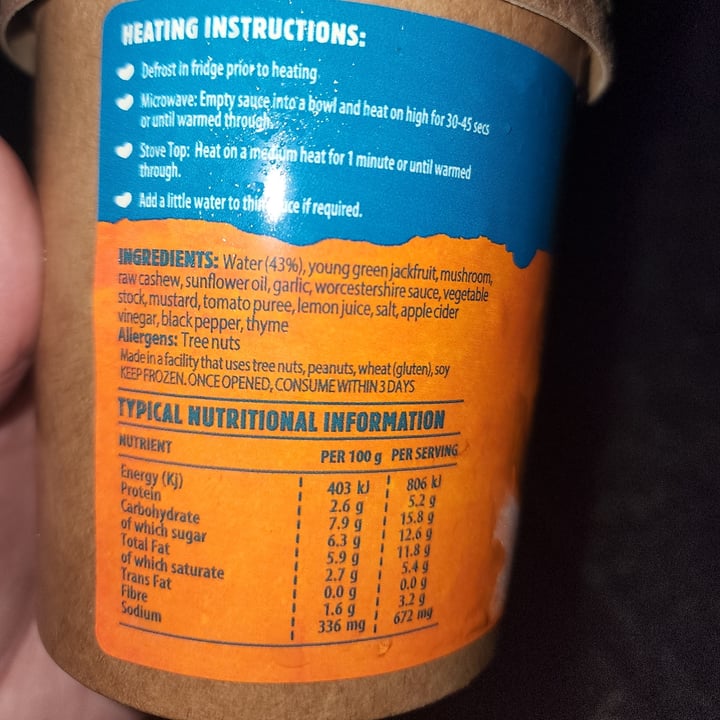 HEATING INSTRUCTIONS:
Defrost in fridge prior to heating
Microwave: Empty sauce into a bowl and heat on high for 30-45 secs
or until warmed through.
Stove Top: Heat on a medium heat for 1 minute or until warmed
through.
Add a little water to thin sauce if required.
INGREDIENTS: Water (43%), young green jackfruit, mushroom,
raw cashew, sunflower oil, garlic, worcestershire sauce, vegetable
stock, mustard, tomato puree, lemon juice, salt, apple cider
vinegar, black pepper, thyme
Allergens: Tree nuts
Made in a facility that uses tree nuts, peanuts, wheat (gluten), soy
KEEP FROZEN. ONCE OPENED, CONSUME WITHIN 3 DAYS
TYPICAL NUTRITIONAL INFORMATION
NUTRIENT PER 100 g PER SERVING
Energy (Kj) 403 kJ 806 kJ
Protein 2.6 g 5.2 g
Carbohydrate 7.9 g 15.8 g
of which sugar 6.3 g 12.6 g
Total Fat 5.9 g 11.8 g
of which saturate 2.7 g 5.4 g
Trans Fat 0.0 g 0.0 g
Fibre 1.6 g 3.2 g
Sodium 336 mg 672 mg